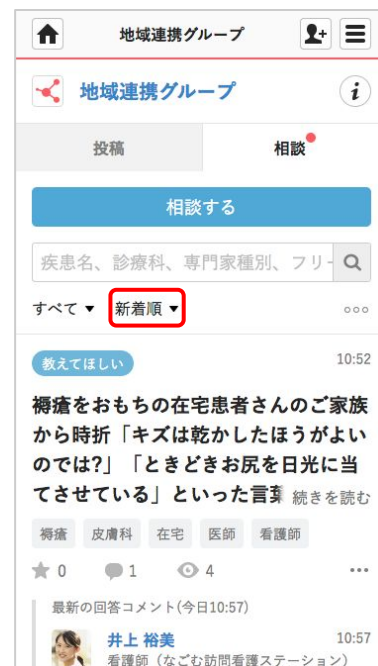 地域連携グループ
地域連携グループ
投稿
相談
相談する
疾患名、診療科、専門家種別、フリー
すべて ▼ 新着順 ▼
教えてほしい 10:52
褥瘡をおもちの在宅患者さんのご家族
から時折「キズは乾かしたほうがよい
のでは?」「ときどきお尻を日光に当
てさせている」といった言葉 続きを読む
褥瘡 皮膚科 在宅 医師 看護師
0 1 4
最新の回答コメント(今日10:57)
井上 裕美 10:57
看護師（なごむ訪問看護ステーション）